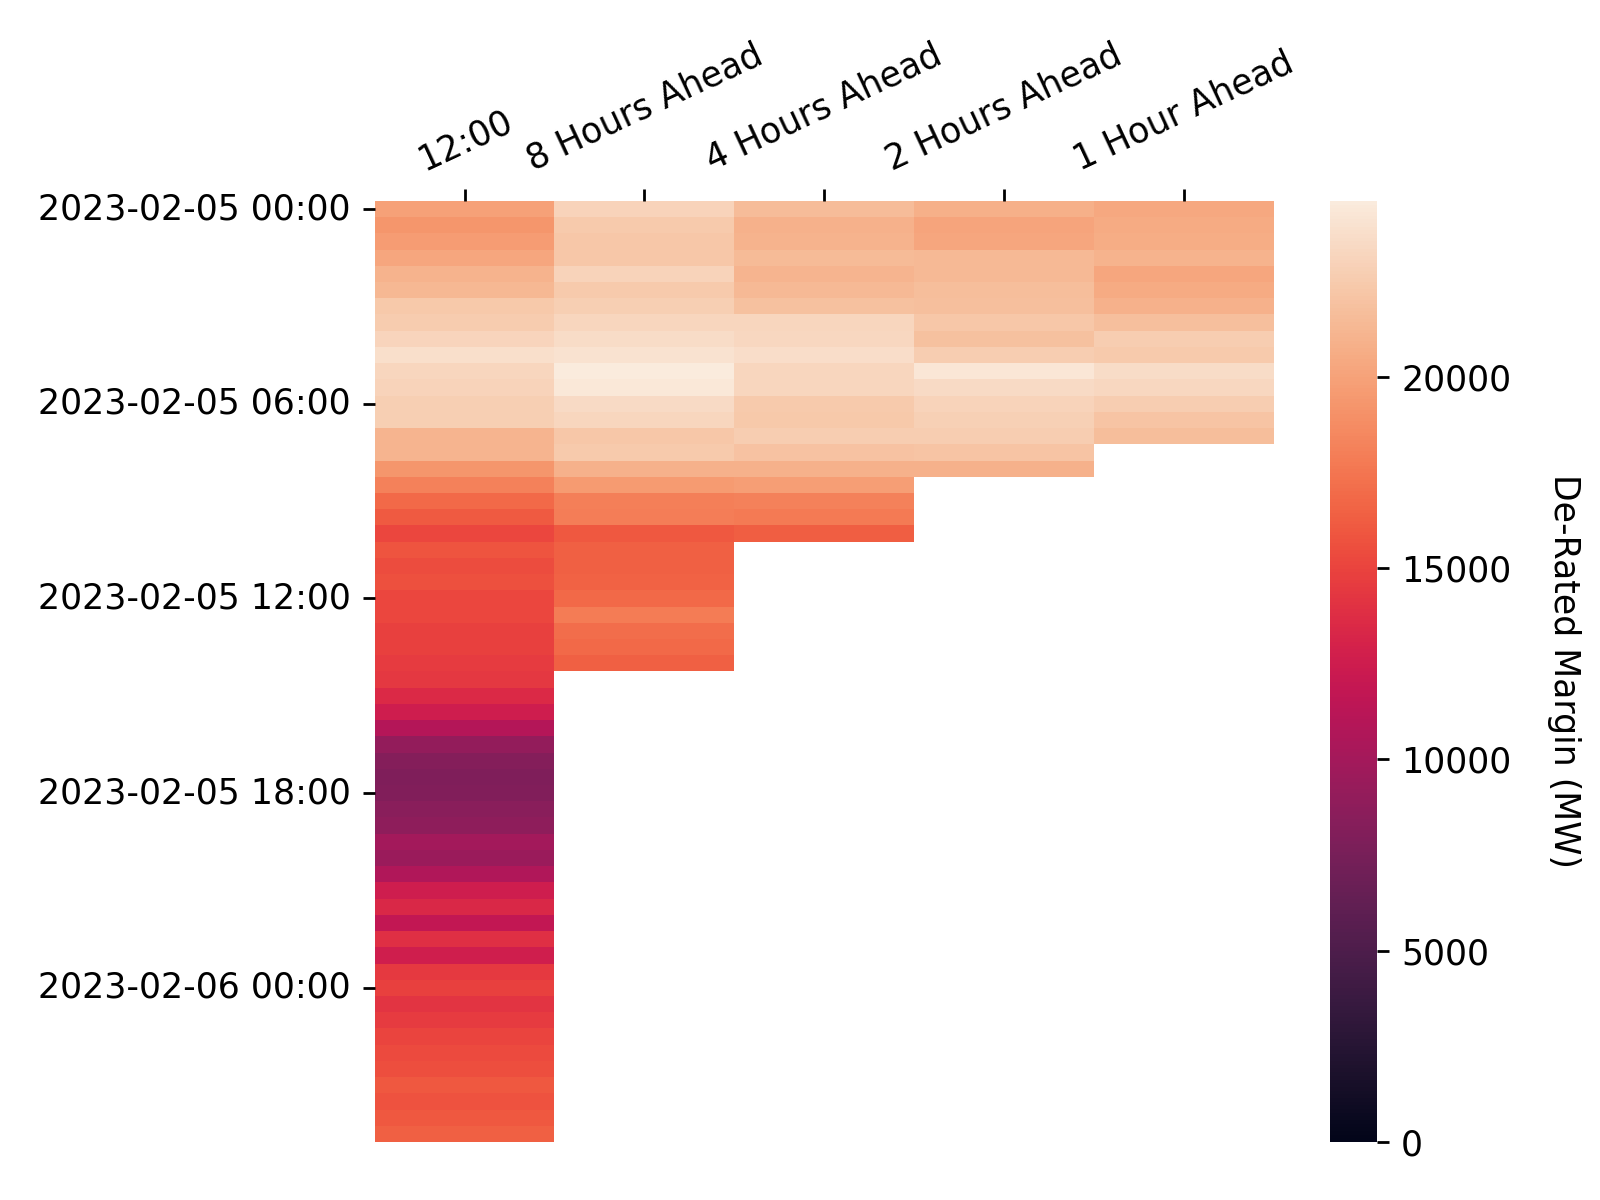 12:00
8 Hours Ahead
4 Hours Ahead
2 Hours Ahead
1 Hour Ahead
2023-02-05 00:00
2023-02-05 06:00
2023-02-05 12:00
2023-02-05 18:00
2023-02-06 00:00
20000
15000
10000
5000
0
De-Rated Margin (MW)